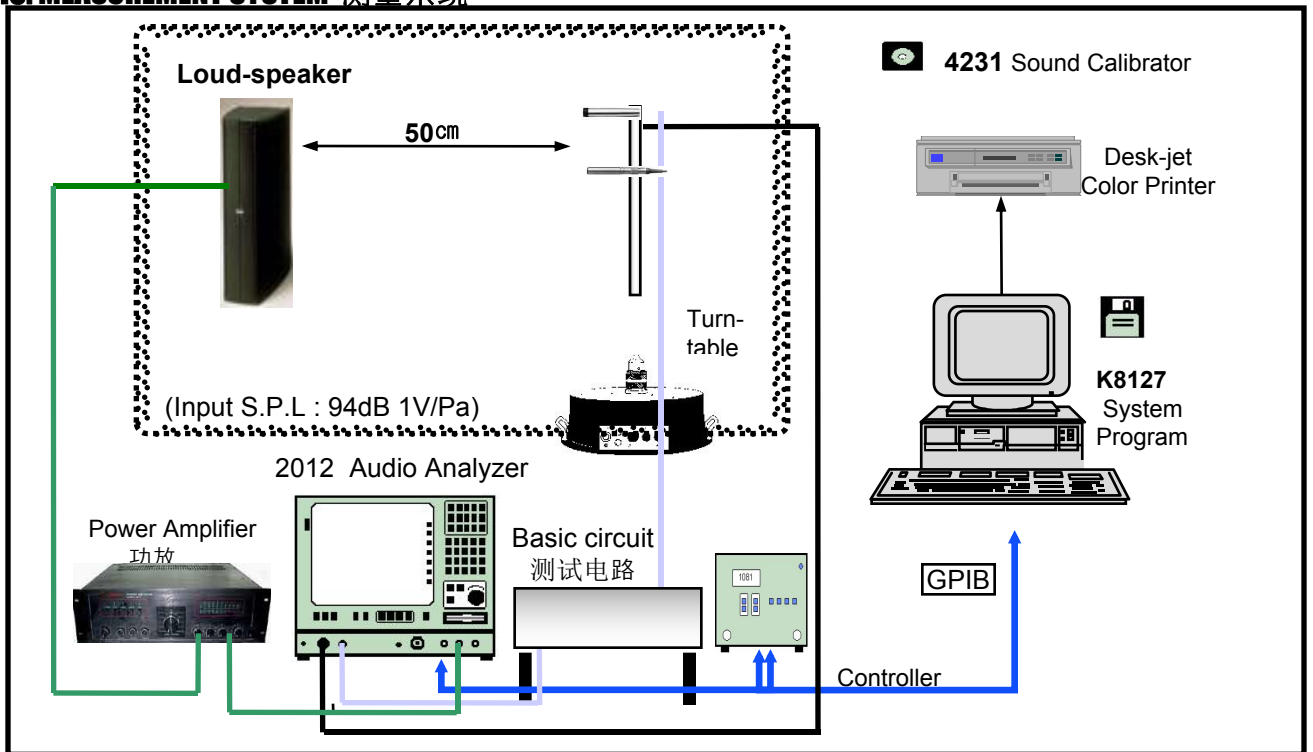 MEASUREMENT SYSTEM 测量系统
Loud-speaker
50cm
4231 Sound Calibrator
Desk-jet
Color Printer
Turn-
table
K8127
System
Program
(Input S.P.L : 94dB 1V/Pa)
2012 Audio Analyzer
Power Amplifier
功放
Basic circuit
测试电路
1081
GPIB
Controller